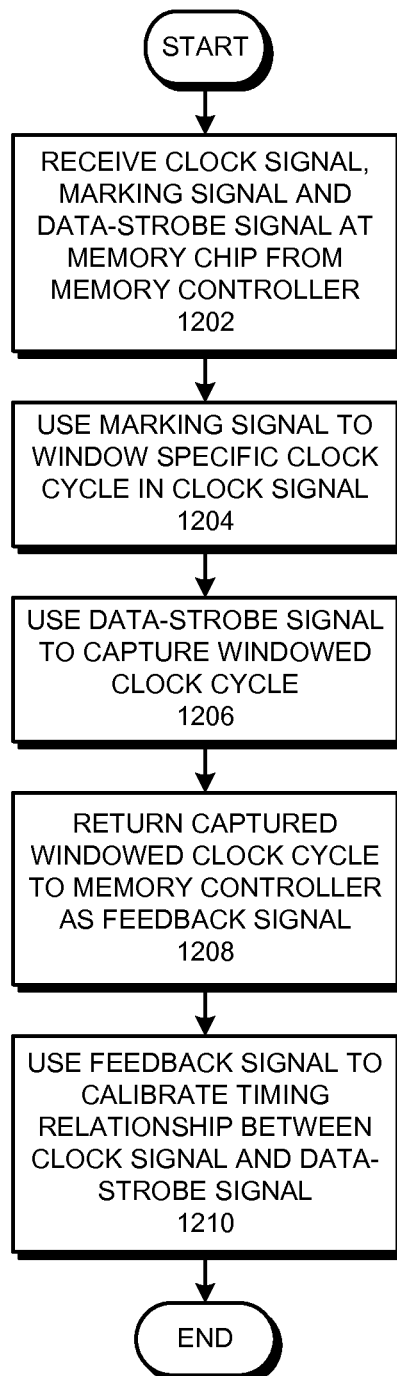 START
RECEIVE CLOCK SIGNAL,
MARKING SIGNAL AND
DATA-STROBE SIGNAL AT
MEMORY CHIP FROM
MEMORY CONTROLLER
1202
USE MARKING SIGNAL TO
WINDOW SPECIFIC CLOCK
CYCLE IN CLOCK SIGNAL
1204
USE DATA-STROBE SIGNAL
TO CAPTURE WINDOWED
CLOCK CYCLE
1206
RETURN CAPTURED
WINDOWED CLOCK CYCLE
TO MEMORY CONTROLLER
AS FEEDBACK SIGNAL
1208
USE FEEDBACK SIGNAL TO
CALIBRATE TIMING
RELATIONSHIP BETWEEN
CLOCK SIGNAL AND DATA-
STROBE SIGNAL
1210
END